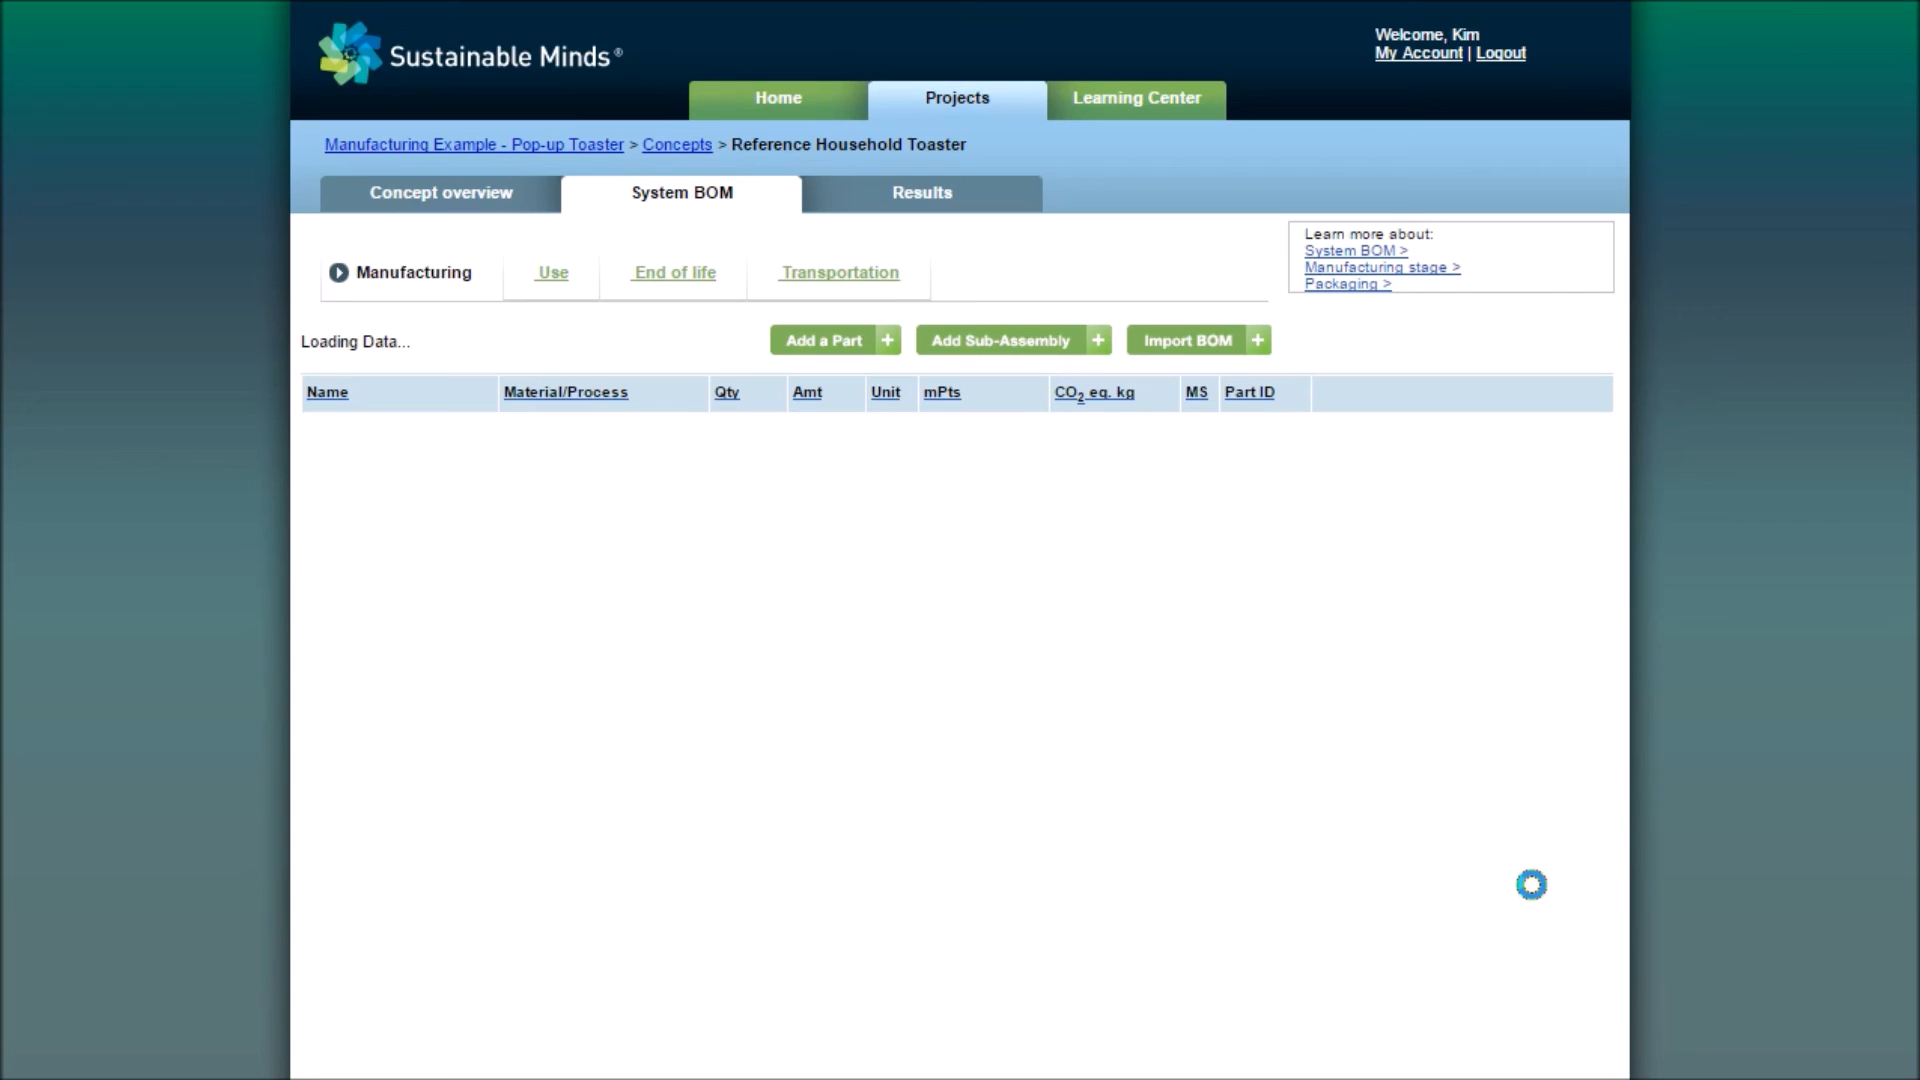 Sustainable Minds®
Welcome, Kim
My Account | Logout
Home
Projects
Learning Center
Manufacturing Example - Pop-up Toaster > Concepts > Reference Household Toaster
Concept overview
System BOM
Results
Learn more about:
System BOM >
Manufacturing stage >
Packaging >
Manufacturing
Use
End of life
Transportation
Loading Data...
Add a Part +
Add Sub-Assembly +
Import BOM +
Name
Material/Process
Qty
Amt
Unit
mPts
CO₂ eq. kg
MS
Part ID